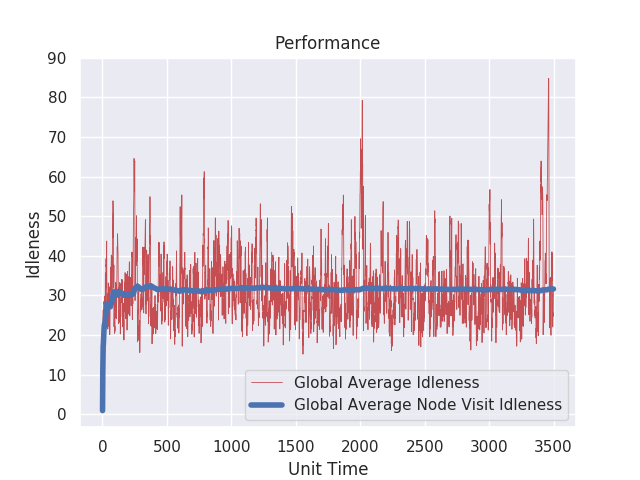 Performance
90
80
70
60
50
40
30
20
10
0
Idleness
Global Average Idleness
Global Average Node Visit Idleness
0 500 1000 1500 2000 2500 3000 3500
Unit Time